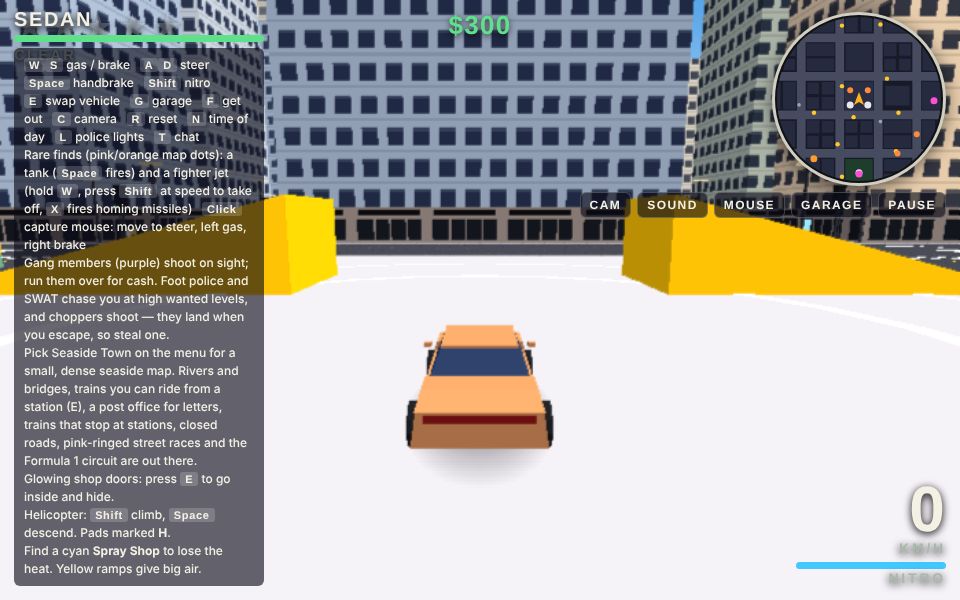 SEDAN
$300
CLEAR
W S gas / brake A D steer
Space handbrake Shift nitro
E swap vehicle G garage F get
out C camera R reset N time of
day L police lights T chat
Rare finds (pink/orange map dots): a
tank ( Space fires) and a fighter jet
(hold W , press Shift at speed to take
off, X fires homing missiles) Click
capture mouse: move to steer, left gas,
right brake
Gang members (purple) shoot on sight;
run them over for cash. Foot police and
SWAT chase you at high wanted levels,
and choppers shoot — they land when
you escape, so steal one.
Pick Seaside Town on the menu for a
small, dense seaside map. Rivers and
bridges, trains you can ride from a
station (E), a post office for letters,
trains that stop at stations, closed
roads, pink-ringed street races and the
Formula 1 circuit are out there.
Glowing shop doors: press E to go
inside and hide.
Helicopter: Shift climb, Space
descend. Pads marked H.
Find a cyan Spray Shop to lose the
heat. Yellow ramps give big air.
CAM SOUND MOUSE GARAGE PAUSE
0
KM/H
NITRO